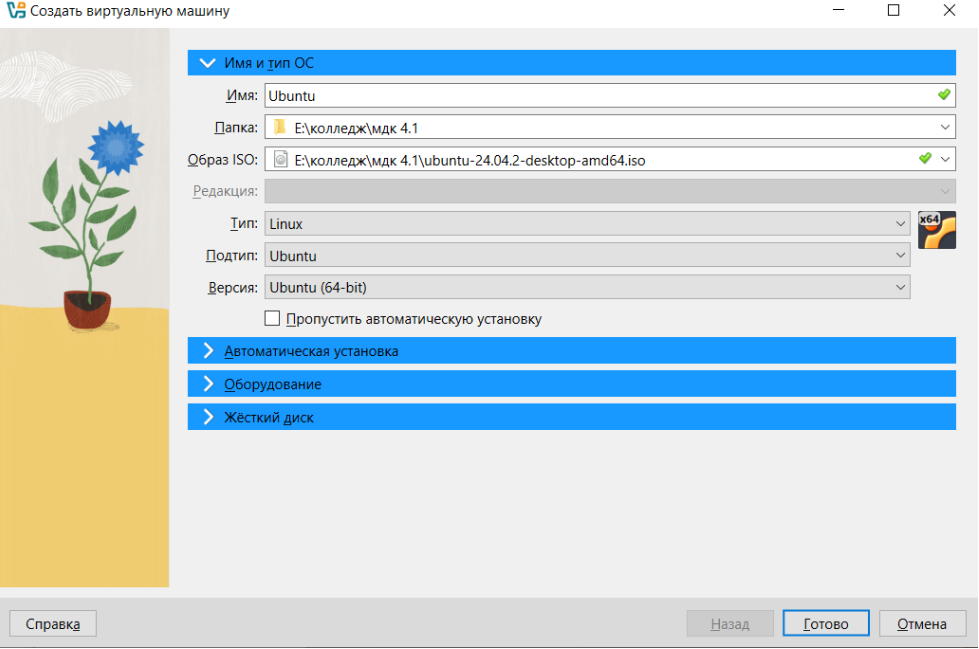 Создать виртуальную машину
Имя и тип ОС
Имя: Ubuntu
Папка: E:\колледж\мдк 4.1
Образ ISO: E:\колледж\мдк 4.1\ubuntu-24.04.2-desktop-amd64.iso
Редакция:
Тип: Linux
x64
Подтип: Ubuntu
Версия: Ubuntu (64-bit)
Пропустить автоматическую установку
Автоматическая установка
Оборудование
Жёсткий диск
Справка Назад Готово Отмена